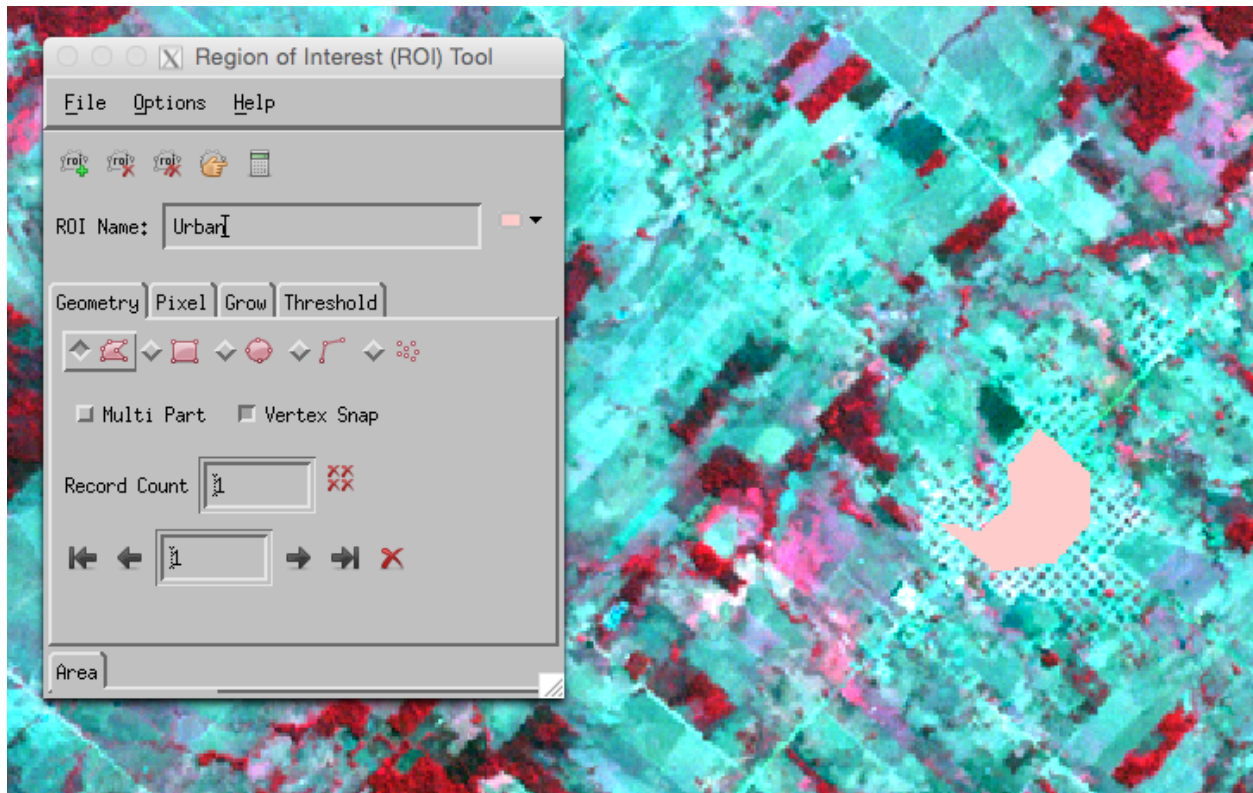 Region of Interest (ROI) Tool
File Options Help
roi roi roi
ROI Name: Urban
Geometry Pixel Grow Threshold
Multi Part Vertex Snap
Record Count 1
1
Area